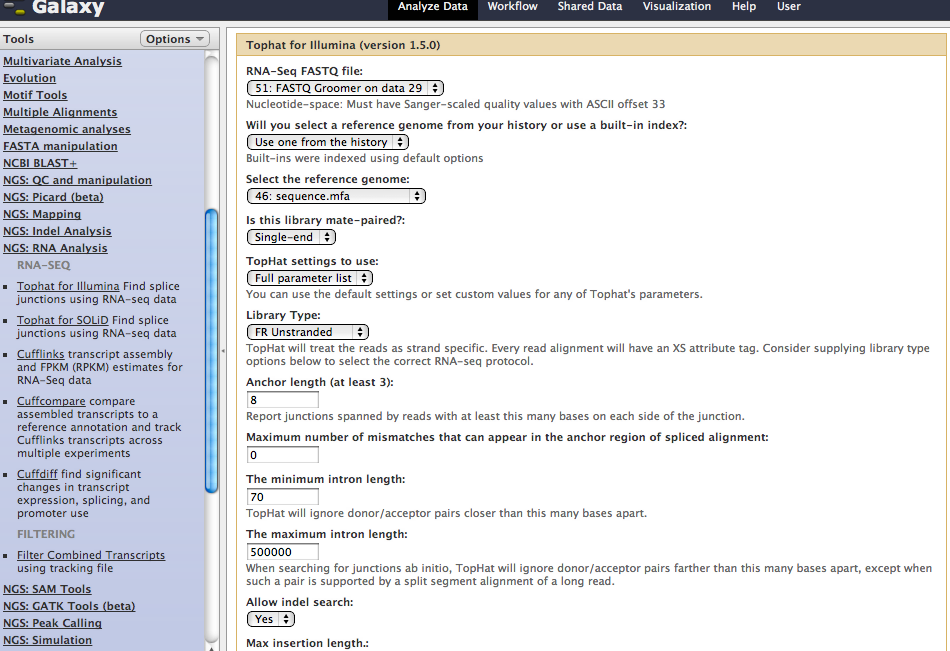 Galaxy
Analyze Data Workflow Shared Data Visualization Help User
Tools
Options
Multivariate Analysis
Evolution
Motif Tools
Multiple Alignments
Metagenomic analyses
FASTA manipulation
NCBI BLAST+
NGS: QC and manipulation
NGS: Picard (beta)
NGS: Mapping
NGS: Indel Analysis
NGS: RNA Analysis
RNA-SEQ
Tophat for Illumina Find splice
junctions using RNA-seq data
Tophat for SOLiD Find splice
junctions using RNA-seq data
Cufflinks transcript assembly
and FPKM (RPKM) estimates for
RNA-Seq data
Cuffcompare compare
assembled transcripts to a
reference annotation and track
Cufflinks transcripts across
multiple experiments
Cuffdiff find significant
changes in transcript
expression, splicing, and
promoter use
FILTERING
Filter Combined Transcripts
using tracking file
NGS: SAM Tools
NGS: GATK Tools (beta)
NGS: Peak Calling
NGS: Simulation
Tophat for Illumina (version 1.5.0)
RNA-Seq FASTQ file:
51: FASTQ Groomer on data 29
Nucleotide-space: Must have Sanger-scaled quality values with ASCII offset 33
Will you select a reference genome from your history or use a built-in index?:
Use one from the history
Built-ins were indexed using default options
Select the reference genome:
46: sequence.mfa
Is this library mate-paired?:
Single-end
TopHat settings to use:
Full parameter list
You can use the default settings or set custom values for any of Tophat's parameters.
Library Type:
FR Unstranded
TopHat will treat the reads as strand specific. Every read alignment will have an XS attribute tag. Consider supplying library type
options below to select the correct RNA-seq protocol.
Anchor length (at least 3):
8
Report junctions spanned by reads with at least this many bases on each side of the junction.
Maximum number of mismatches that can appear in the anchor region of spliced alignment:
0
The minimum intron length:
70
TopHat will ignore donor/acceptor pairs closer than this many bases apart.
The maximum intron length:
500000
When searching for junctions ab initio, TopHat will ignore donor/acceptor pairs farther than this many bases apart, except when
such a pair is supported by a split segment alignment of a long read.
Allow indel search:
Yes
Max insertion length.: